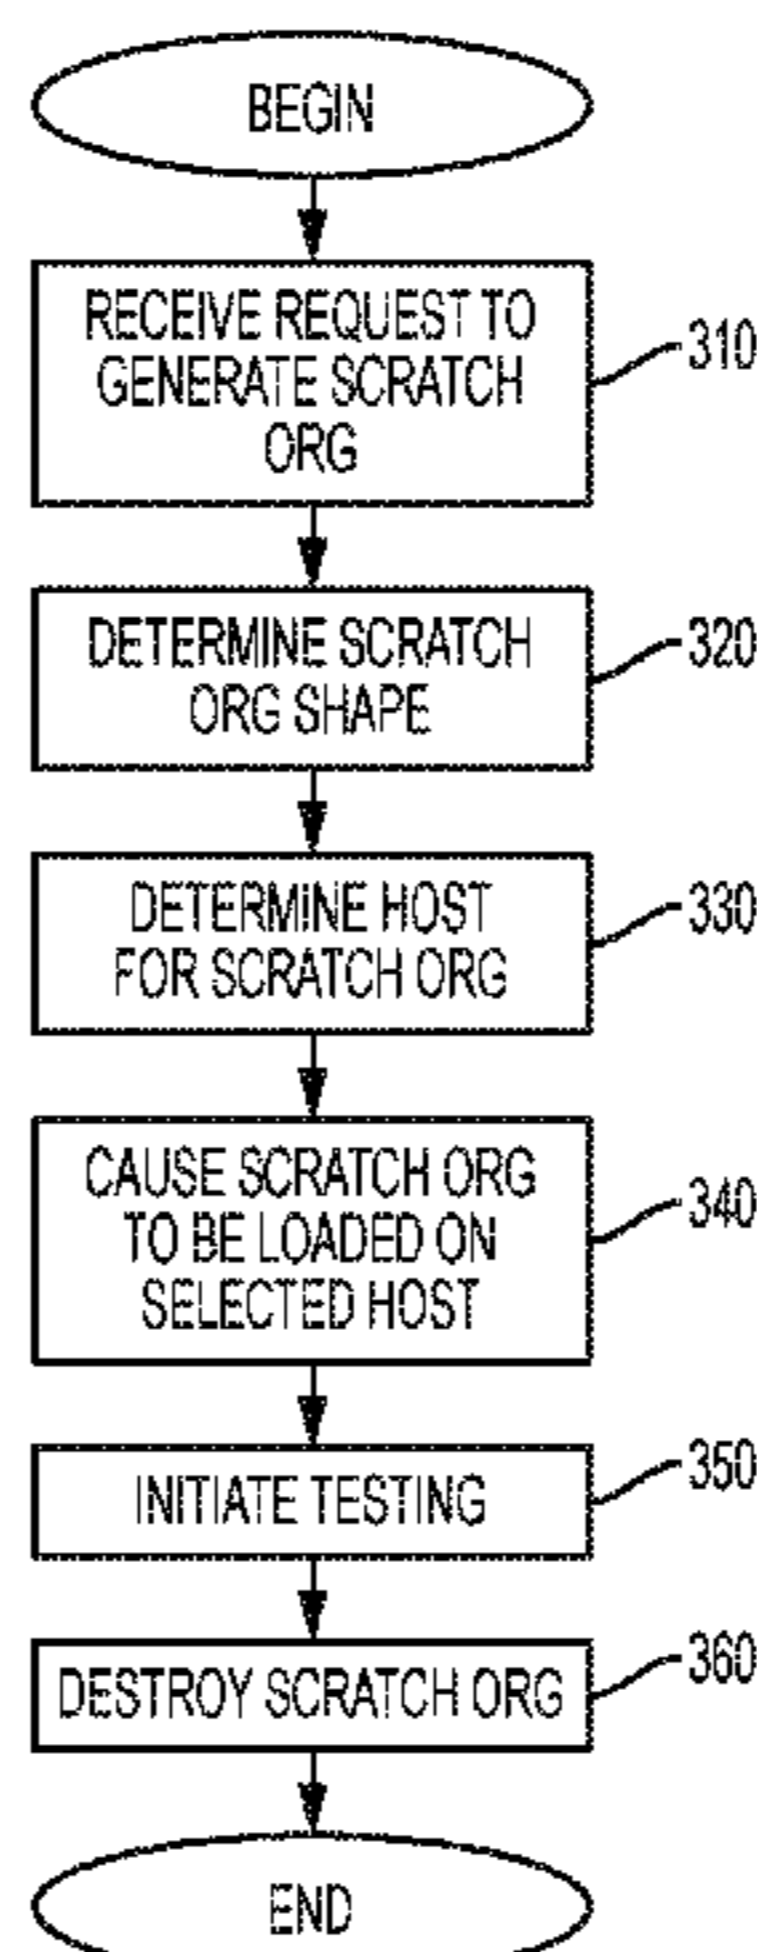 BEGIN
RECEIVE REQUEST TO
GENERATE SCRATCH
ORG
310
DETERMINE SCRATCH
ORG SHAPE
320
DETERMINE HOST
FOR SCRATCH ORG
330
CAUSE SCRATCH ORG
TO BE LOADED ON
SELECTED HOST
340
INITIATE TESTING
350
DESTROY SCRATCH ORG
360
END